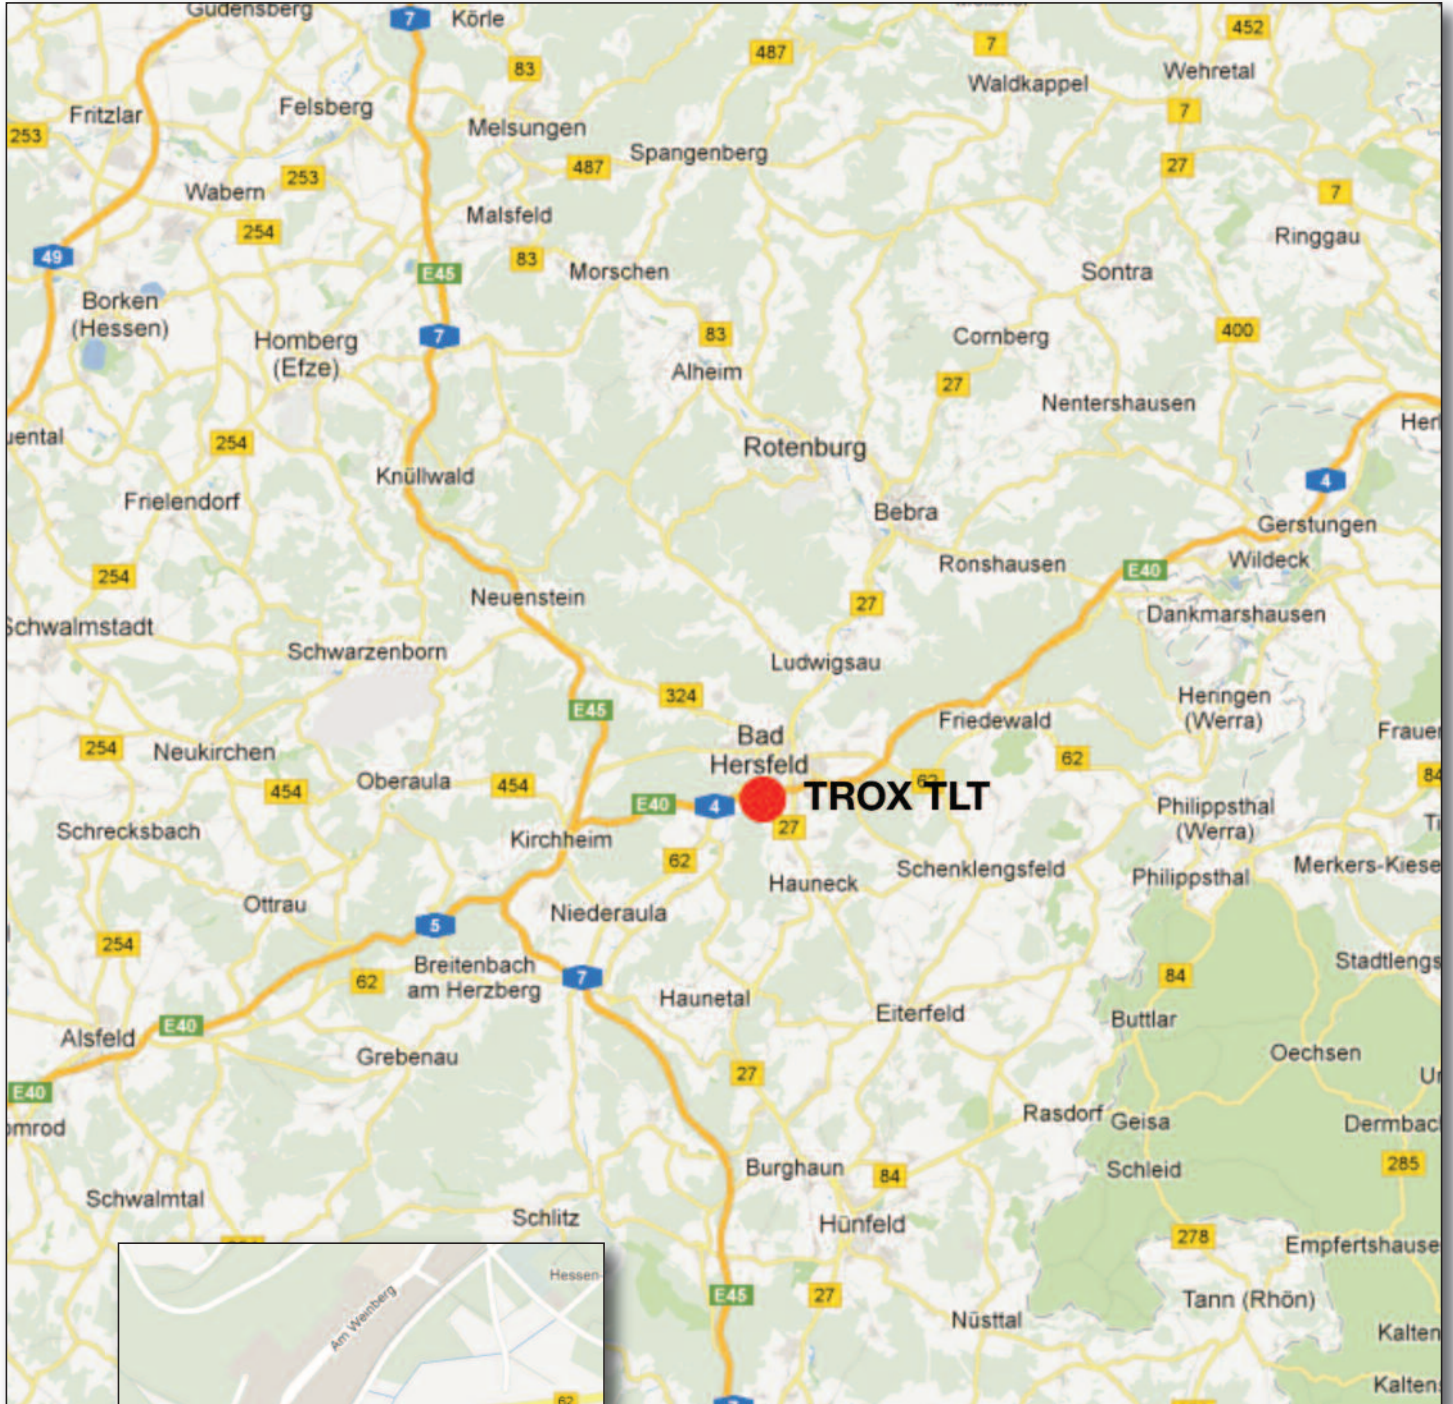 Gudensberg
7
Körle
452
487
7
83
Waldkappel
Wehretal
Fritzlar
Felsberg
7
Melsungen
253
Spangenberg
487
27
253
Wabern
7
Malsfeld
254
Ringgau
49
83
E45
Morschen
Sontra
Borken
(Hessen)
83
400
7
Cornberg
Homberg
(Efze)
Alheim
27
Nentershausen
254
Rotenburg
Knüllwald
4
Frielendorf
Bebra
Gerstungen
Ronshausen
E40
Wildeck
254
Neuenstein
27
Dankmarshausen
Schwalmstadt
Schwarzenborn
Ludwigsau
324
Heringen
(Werra)
E45
Friedewald
Bad
Hersfeld
254
Neukirchen
62
Oberaula
454
454
62
84
TROX TLT
E40
4
Philippsthal
(Werra)
Schrecksbach
Kirchheim
27
62
Schenklengsfeld
Merkers-Kiese
Hauneck
Philippsthal
Ottrau
Niederaula
5
254
Breitenbach
am Herzberg
Stadtlengs
62
7
84
Haunetal
Eiterfeld
Buttlar
E40
Alsfeld
Grebenau
Oechsen
27
E40
Rasdorf
Geisa
omrod
Dermbach
Burghaun
84
Schleid
285
Schwalmtal
Schlitz
Hünfeld
278
Empfertshause
Hessen-
E45
27
Tann (Rhön)
Am Weinberg
Nüsttal
Kalten
Kalten
62